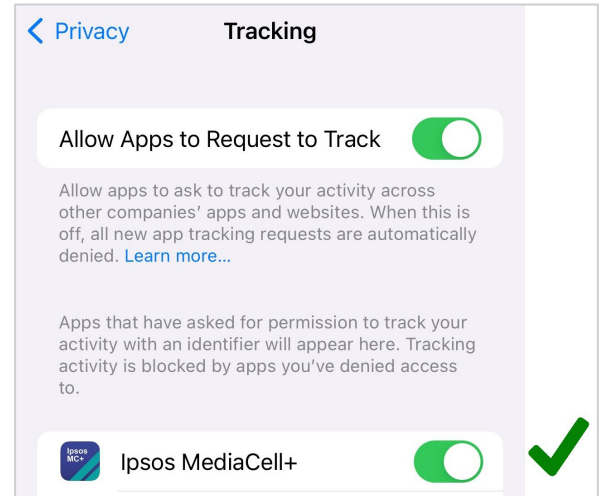 Privacy
Tracking
Allow Apps to Request to Track
Allow apps to ask to track your activity across
other companies’ apps and websites. When this is
off, all new app tracking requests are automatically
denied. Learn more...
Apps that have asked for permission to track your
activity with an identifier will appear here. Tracking
activity is blocked by apps you’ve denied access
to.
Ipsos
MC+
Ipsos MediaCell+